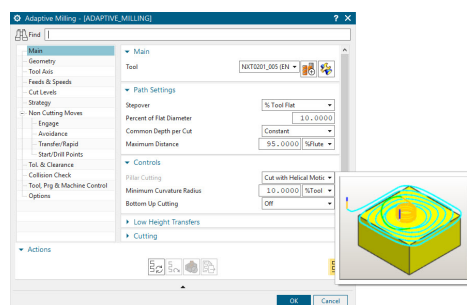 Adaptive Milling - [ADAPTIVE_MILLING]
Find
Main
Geometry
Tool Axis
Feeds & Speeds
Cut Levels
Strategy
Non Cutting Moves
Engage
Avoidance
Transfer/Rapid
Start/Drill Points
Tol. & Clearance
Collision Check
Tool, Prg & Machine Control
Options
Main
Tool NXT0201_005 (EN
Path Settings
Stepover % Tool Flat
Percent of Flat Diameter 10.0000
Common Depth per Cut Constant
Maximum Distance 95.0000 %Flute
Controls
Pillar Cutting Cut with Helical Motic
Minimum Curvature Radius 10.0000 %Tool
Bottom Up Cutting Off
Low Height Transfers
Cutting
Actions
OK Cancel